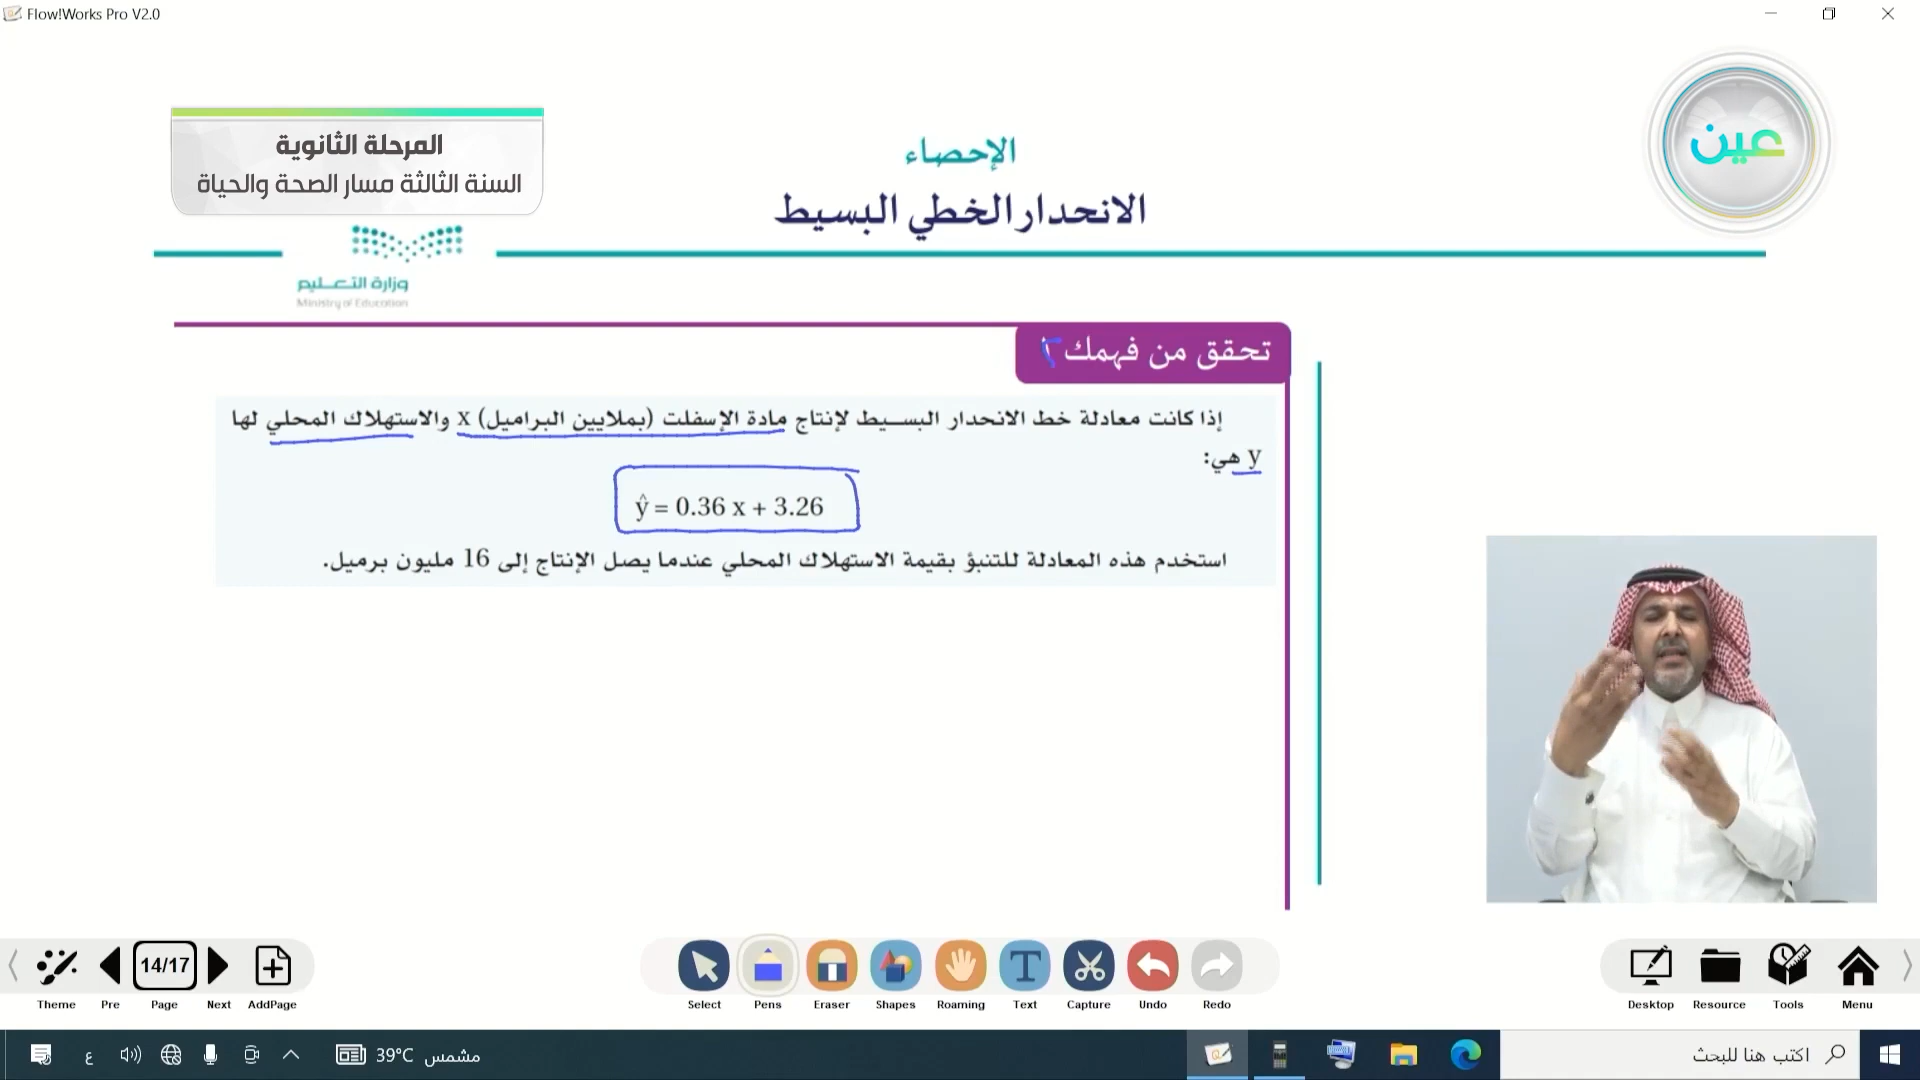 Flow!Works Pro V2.0
عين
المرحلة الثانوية
السنة الثالثة مسار الصحة والحياة
الإحصاء
الانحدار الخطي البسيط
وزارة التعليم
Ministry of Education
تحقق من فهمك ٢
إذا كانت معادلة خط الانحدار البسيط لإنتاج مادة الإسفلت (بملايين البراميل) x والاستهلاك المحلي لها
y هي:
ŷ = 0.36 x + 3.26
استخدم هذه المعادلة للتنبؤ بقيمة الاستهلاك المحلي عندما يصل الإنتاج إلى 16 مليون برميل.
14/17
Theme Pre Page Next AddPage
Select Pens Eraser Shapes Roaming Text Capture Undo Redo
Desktop Resource Tools Menu
ع
39°C مشمس
اكتب هنا للبحث